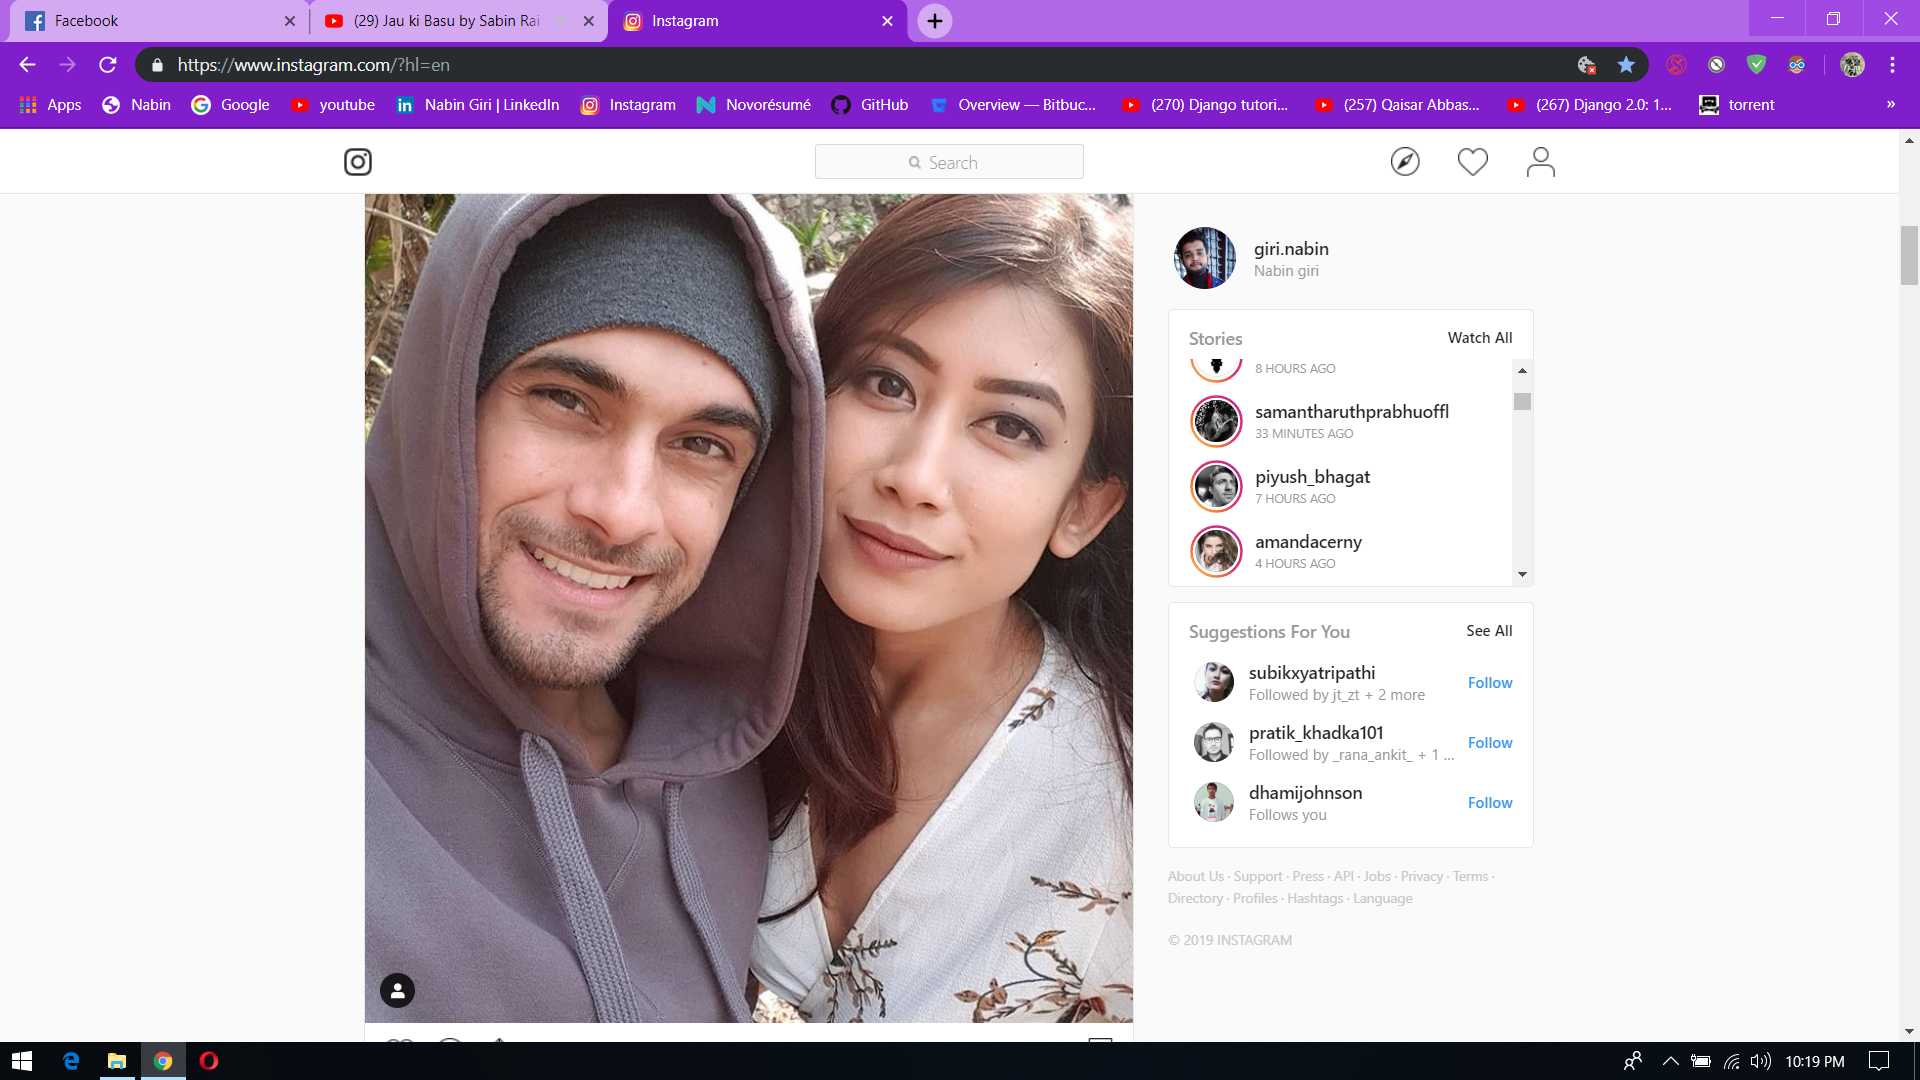 Facebook
(29) Jau ki Basu by Sabin Rai
Instagram
https://www.instagram.com/?hl=en
Apps
Nabin
Google
youtube
Nabin Giri | LinkedIn
Instagram
Novorésumé
GitHub
Overview — Bitbuc...
(270) Django tutori...
(257) Qaisar Abbas...
(267) Django 2.0: 1...
torrent
»
Search
giri.nabin
Nabin giri
Stories Watch All
8 HOURS AGO
samantharuthprabhuoffl
33 MINUTES AGO
piyush_bhagat
7 HOURS AGO
amandacerny
4 HOURS AGO
Suggestions For You See All
subikxyatripathi
Followed by jt_zt + 2 more
Follow
pratik_khadka101
Followed by _rana_ankit_ + 1 ...
Follow
dhamijohnson
Follows you
Follow
About Us · Support · Press · API · Jobs · Privacy · Terms ·
Directory · Profiles · Hashtags · Language
© 2019 INSTAGRAM
10:19 PM